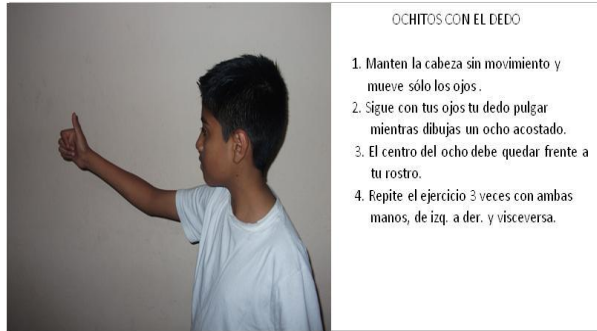 OCHITOS CON EL DEDO
1. Manten la cabeza sin movimiento y
mueve sólo los ojos.
2. Sigue con tus ojos tu dedo pulgar
mientras dibujas un ocho acostado.
3. El centro del ocho debe quedar frente a
tu rostro.
4. Repite el ejercicio 3 veces con ambas
manos, de izq. a der. y visceversa.